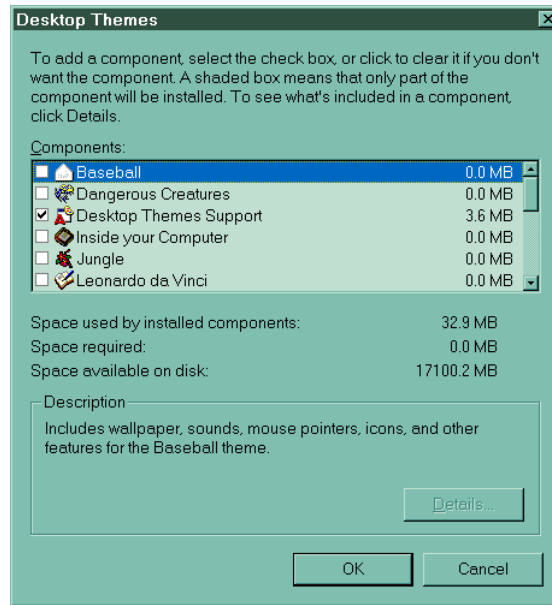 Desktop Themes
To add a component, select the check box, or click to clear it if you don't
want the component. A shaded box means that only part of the
component will be installed. To see what's included in a component,
click Details.
Components:
Baseball 0.0 MB
Dangerous Creatures 0.0 MB
Desktop Themes Support 3.6 MB
Inside your Computer 0.0 MB
Jungle 0.0 MB
Leonardo da Vinci 0.0 MB
Space used by installed components: 32.9 MB
Space required: 0.0 MB
Space available on disk: 17100.2 MB
Description
Includes wallpaper, sounds, mouse pointers, icons, and other
features for the Baseball theme.
Details...
OK Cancel